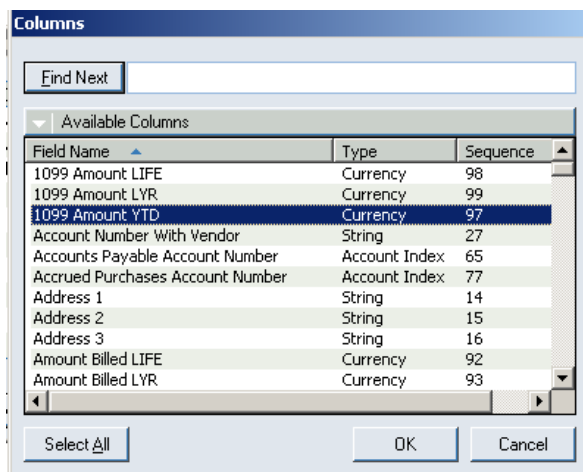 Columns
Find Next
Available Columns
Field Name Type Sequence
1099 Amount LIFE Currency 98
1099 Amount LYR Currency 99
1099 Amount YTD Currency 97
Account Number With Vendor String 27
Accounts Payable Account Number Account Index 65
Accrued Purchases Account Number Account Index 77
Address 1 String 14
Address 2 String 15
Address 3 String 16
Amount Billed LIFE Currency 92
Amount Billed LYR Currency 93
Select All OK Cancel